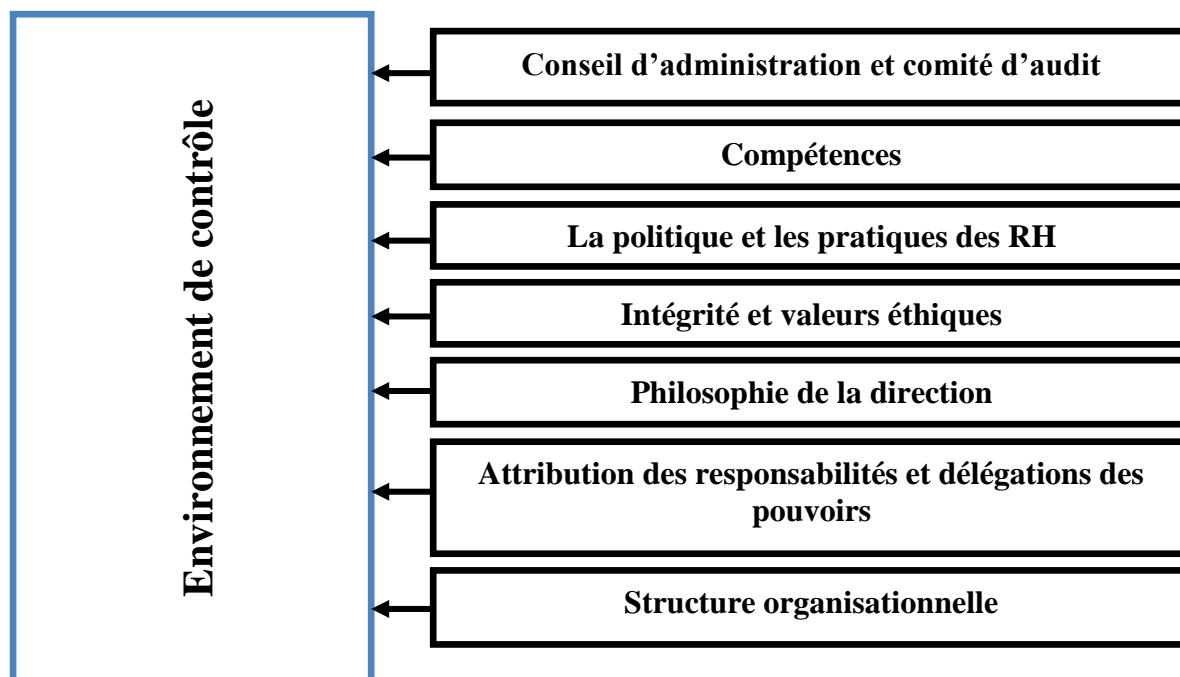 Environnement de contrôle
Conseil d’administration et comité d’audit
Compétences
La politique et les pratiques des RH
Intégrité et valeurs éthiques
Philosophie de la direction
Attribution des responsabilités et délégations des
pouvoirs
Structure organisationnelle